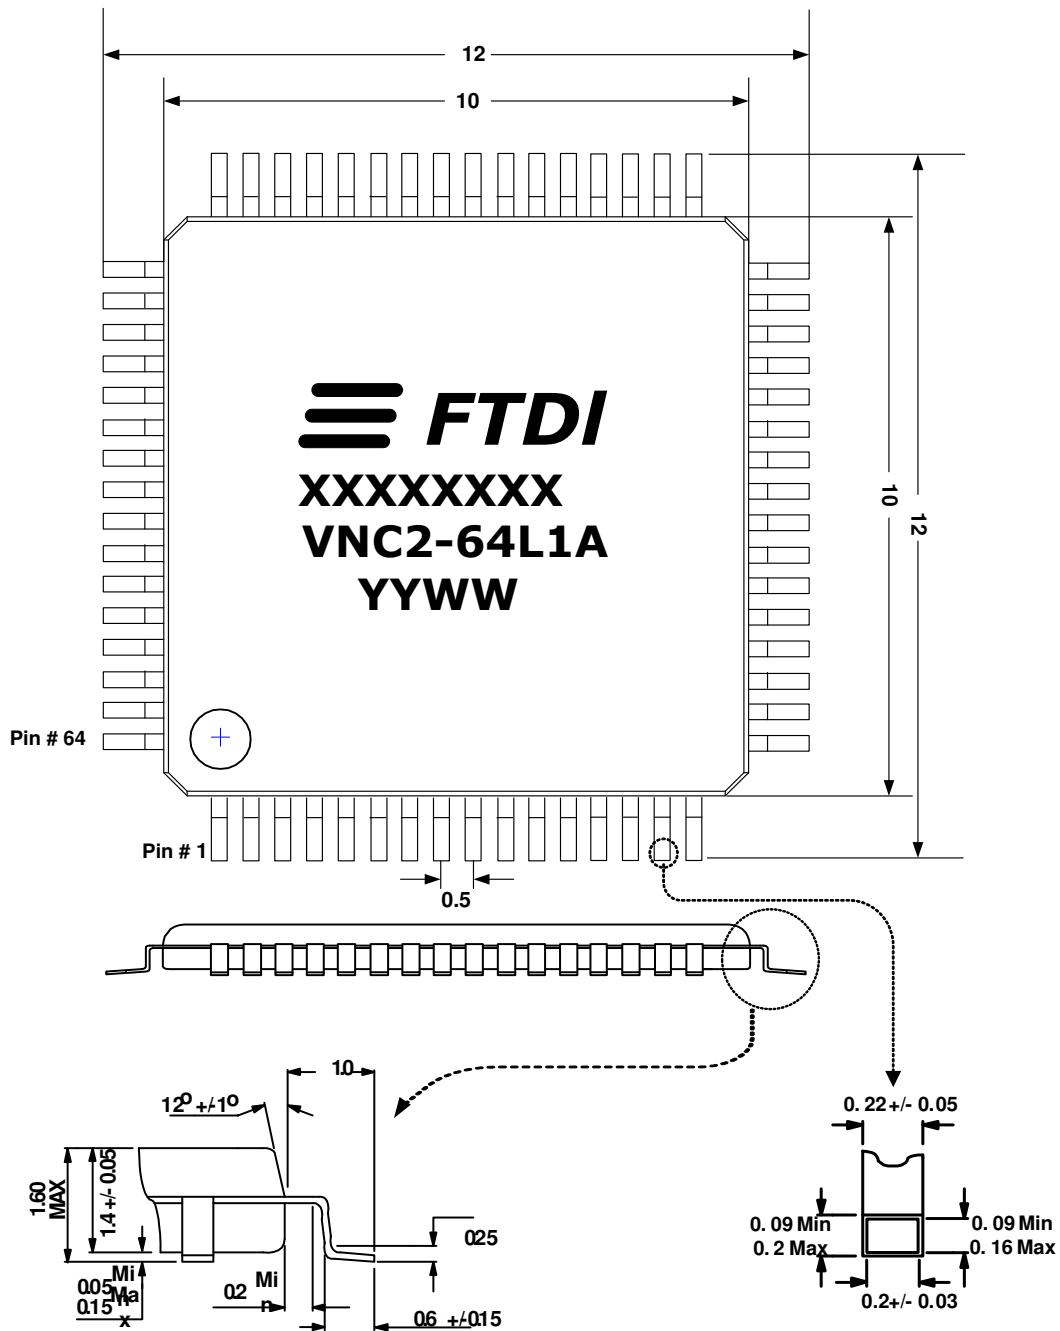 12
10
FTDI
XXXXXXXX
VNC2-64L1A
YYWW
10
12
Pin # 64
Pin # 1
0.5
1.0
12o +/-1o
0. 22+/- 0.05
1.60
MAX
1.4 +/- 0.05
0.25
0. 09 Min
0. 2 Max
0. 09 Min
0. 16 Max
0.05 Min
0.15 Max
0.2 Min
0.6 +/-0.15
0.2+/- 0.03